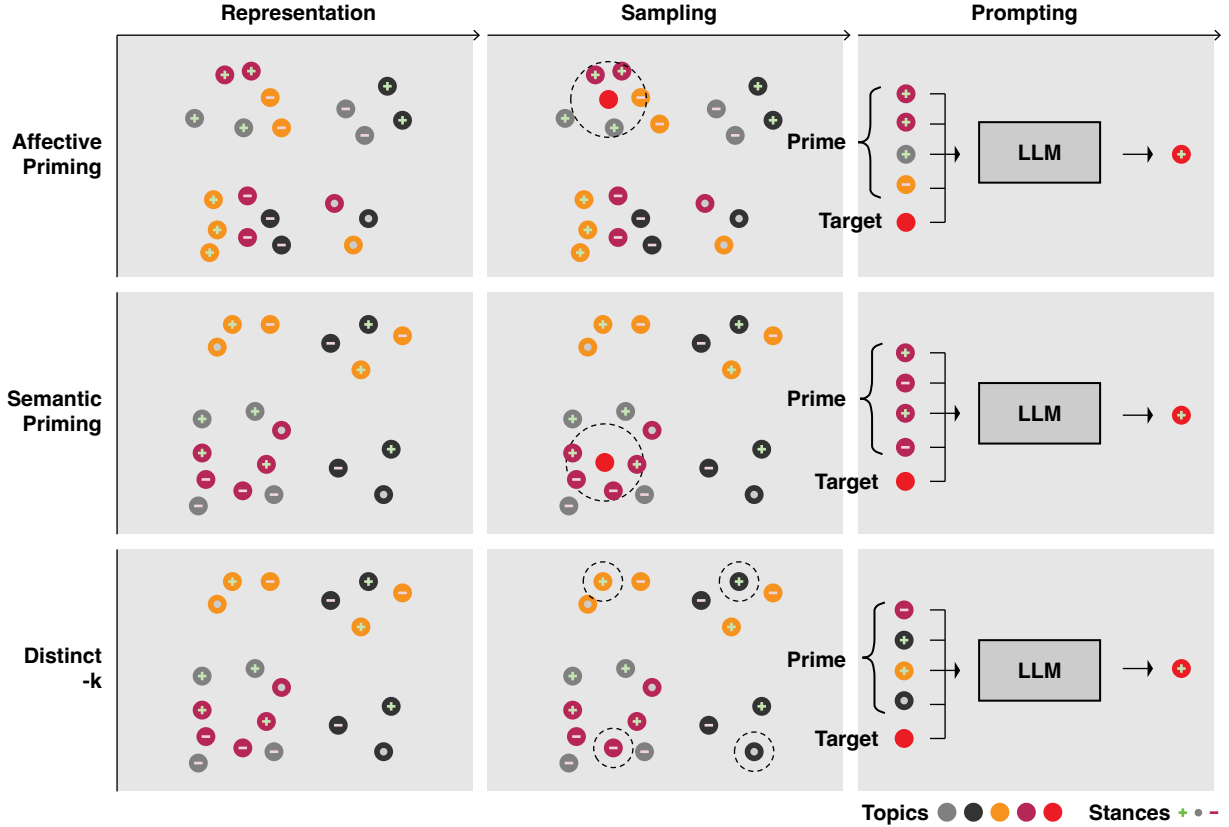 Representation
Sampling
Prompting
Affective
Priming
Prime
LLM
Target
Semantic
Priming
Prime
LLM
Target
Distinct
-k
Prime
LLM
Target
Topics
Stances